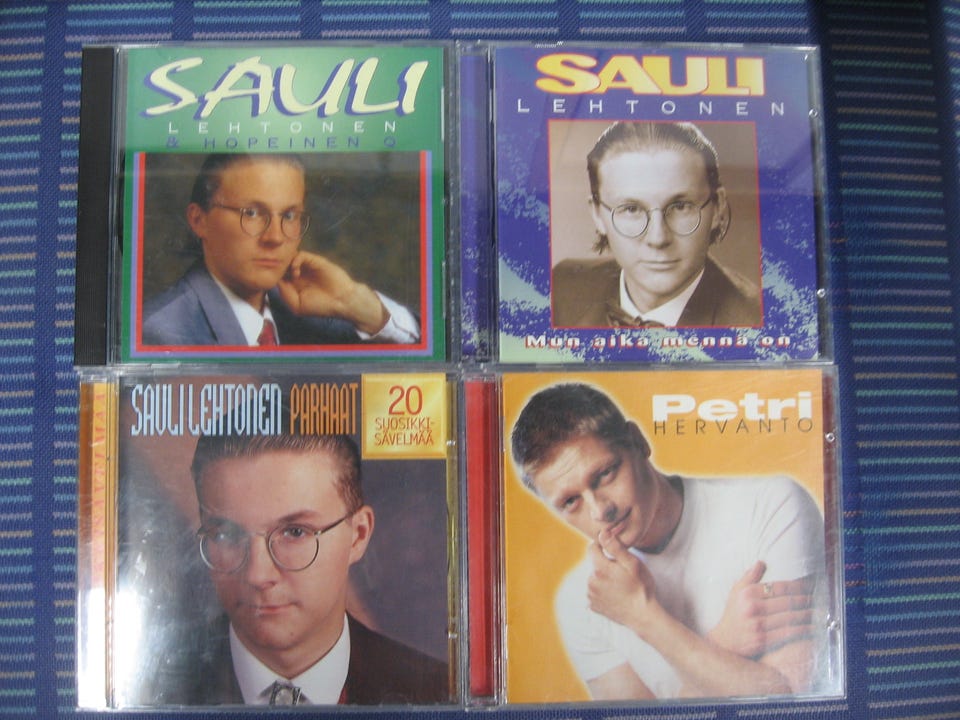 SAULI
LEHTONEN
& HOPEINEN Q
SAULI
LEHTONEN
Mun aika mennä on
SAULI LEHTONEN PARHAAT
20
SUOSIKKI-
SÄVELMÄÄ
Petri
HERVANTO